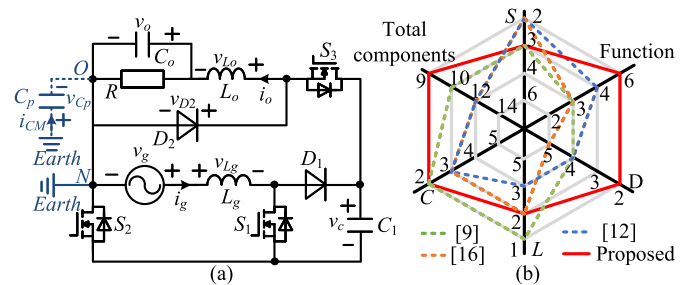 v_o
− +
C_o
R
v_Lo
− +
L_o
i_o
S_3
O
C_p
− v_Cp +
i_CM
Earth
v_D2
− +
D_2
N
Earth
v_g
− +
i_g
v_Lg
+ −
L_g
D_1
S_2
S_1
v_c
+ −
C_1
(a)
Total
components
Function
S 2
3
4
6
9 10 12 14
6
4
3
2
2 3 4 5
C
D
2
3
4
5
5
3
2
1 L
[9]
[16]
[12]
Proposed
(b)